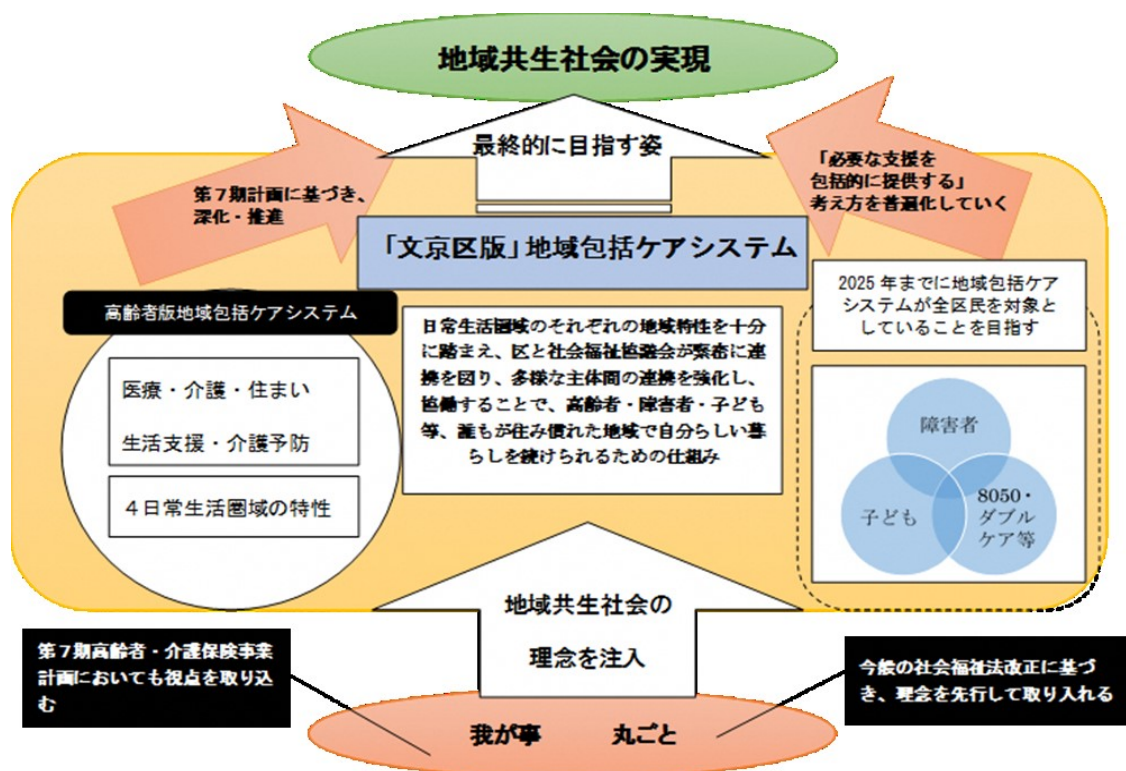 地域共生社会の実現
最終的に目指す姿
第７期計画に基づき、
深化・推進
「必要な支援を
包括的に提供する」
考え方を普遍化していく
「文京区版」地域包括ケアシステム
高齢者版地域包括ケアシステム
医療・介護・住まい
生活支援・介護予防
４日常生活圏域の特性
日常生活圏域のそれぞれの地域特性を十分
に踏まえ、区と社会福祉協議会が緊密に連
携を図り、多様な主体間の連携を強化し、
協働することで、高齢者・障害者・子ども
等、誰もが住み慣れた地域で自分らしい暮
らしを続けられるための仕組み
2025 年までに地域包括ケア
システムが全区民を対象と
していることを目指す
障害者
子ども
8050・
ダブル
ケア等
地域共生社会の
理念を注入
第７期高齢者・介護保険事業
計画においても視点を取り込
む
今般の社会福祉法改正に基づ
き、理念を先行して取り入れる
我が事　丸ごと